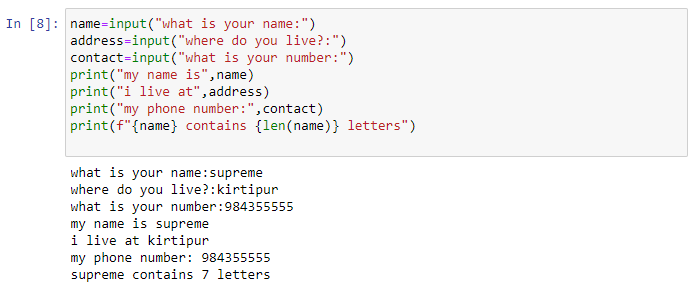 In [8]: name=input("what is your name:")
address=input("where do you live?:")
contact=input("what is your number:")
print("my name is",name)
print("i live at",address)
print("my phone number:",contact)
print(f"{name} contains {len(name)} letters")
what is your name:supreme
where do you live?:kirtipur
what is your number:984355555
my name is supreme
i live at kirtipur
my phone number: 984355555
supreme contains 7 letters